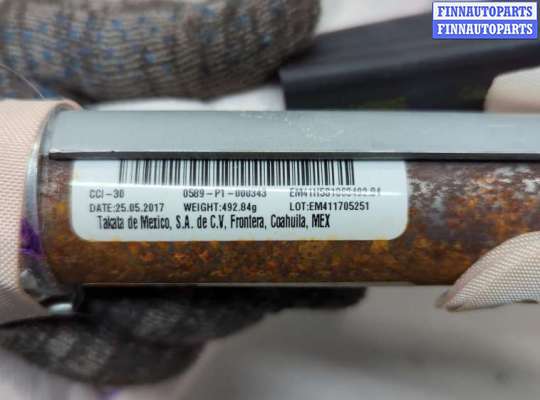 FINNAUTOPARTS
FINNAUTOPARTS
CCI-30 0589-P1-000343
DATE:25.05.2017 WEIGHT:492.84g LOT:EM411705251
Takata de Mexico, S.A. de C.V, Frontera, Coahuila, MEX